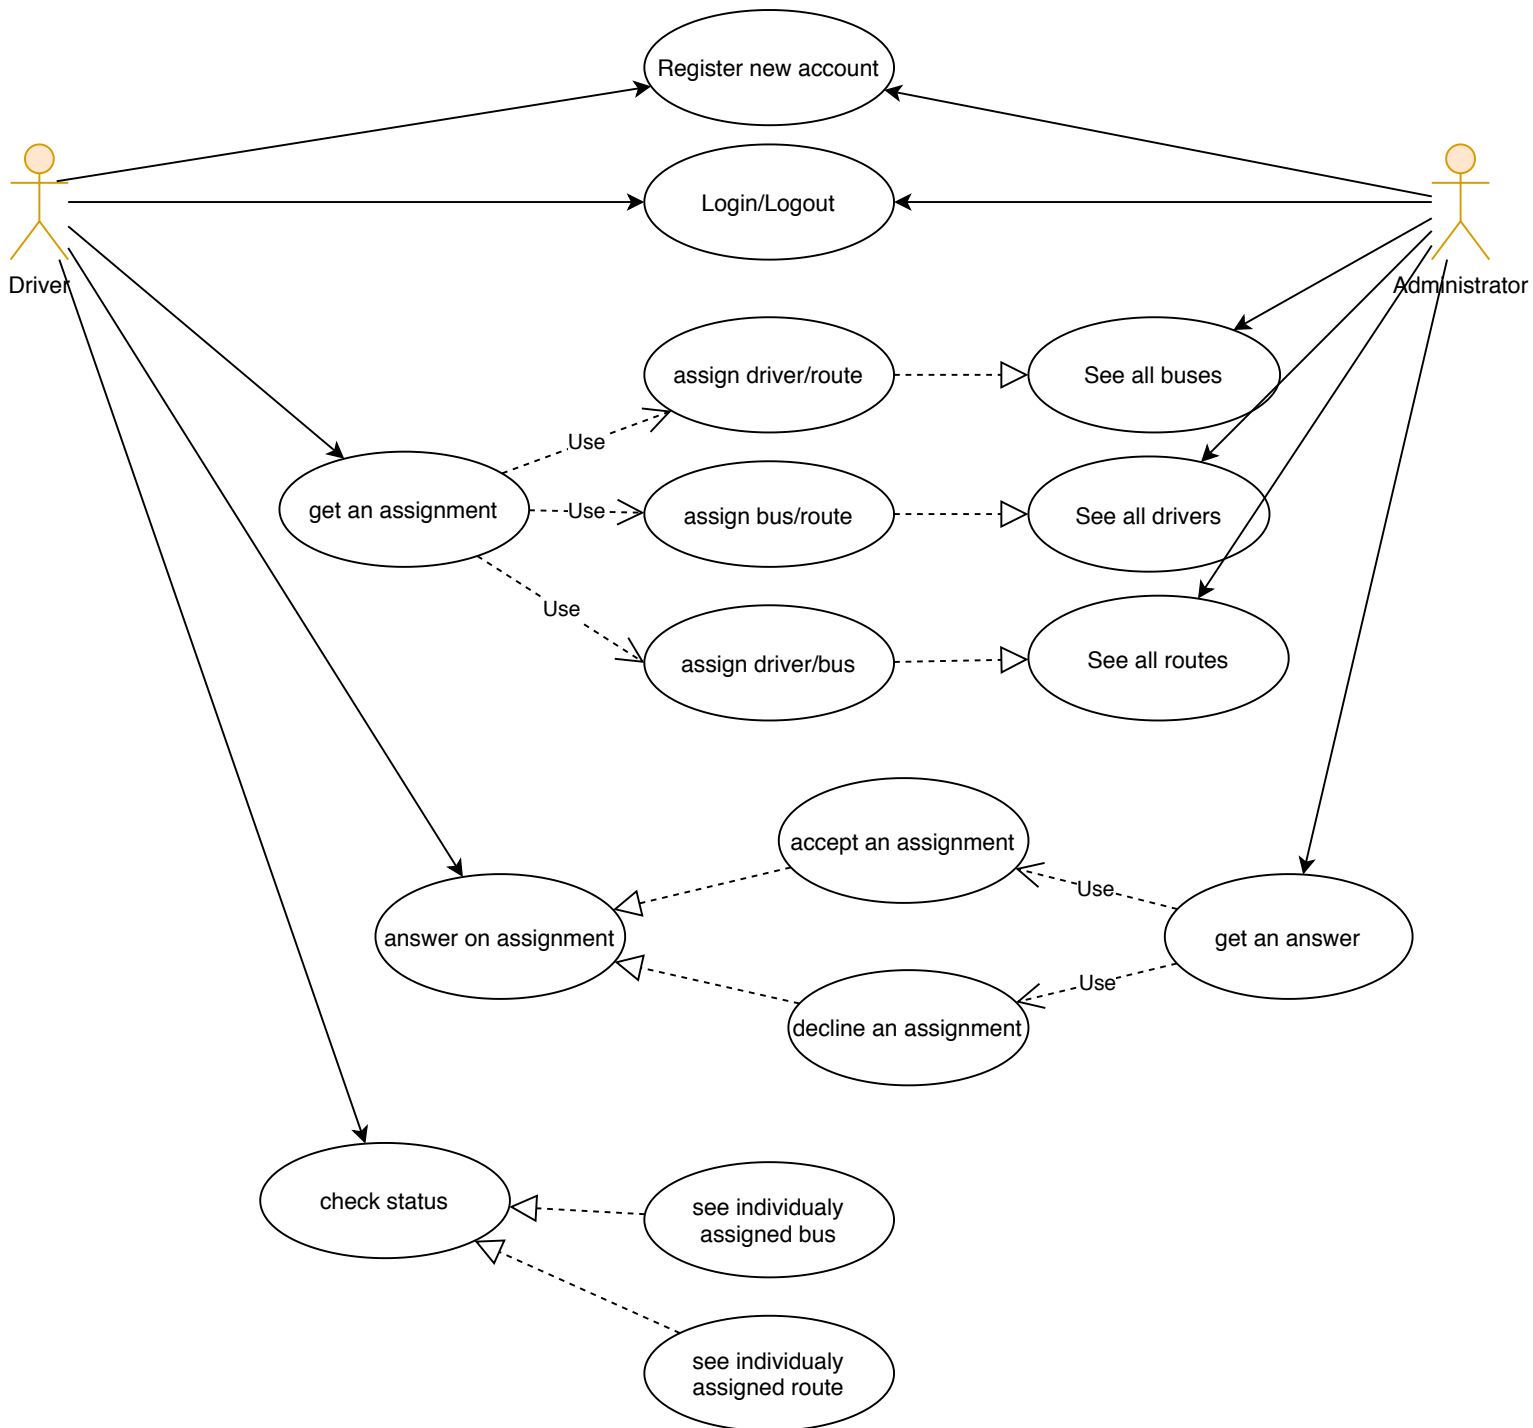 Register new account
Login/Logout
Driver
Administrator
assign driver/route
See all buses
Use
get an assignment
Use
assign bus/route
See all drivers
Use
assign driver/bus
See all routes
accept an assignment
Use
answer on assignment
get an answer
Use
decline an assignment
check status
see individualy
assigned bus
see individualy
assigned route